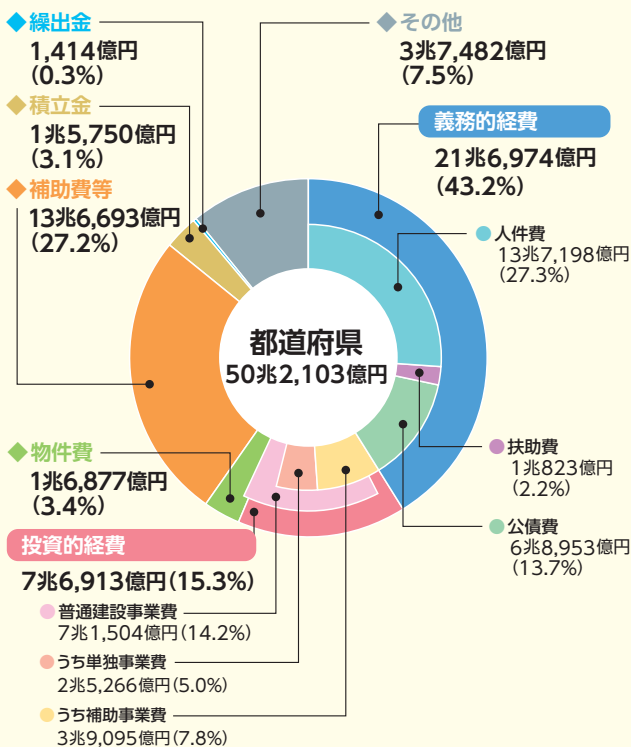 繰出金
1,414億円
(0.3%)
積立金
1兆5,750億円
(3.1%)
補助費等
13兆6,693億円
(27.2%)
その他
3兆7,482億円
(7.5%)
義務的経費
21兆6,974億円
(43.2%)
人件費
13兆7,198億円
(27.3%)
都道府県
50兆2,103億円
扶助費
1兆823億円
(2.2%)
公債費
6兆8,953億円
(13.7%)
物件費
1兆6,877億円
(3.4%)
投資的経費
7兆6,913億円(15.3%)
普通建設事業費
7兆1,504億円(14.2%)
うち単独事業費
2兆5,266億円(5.0%)
うち補助事業費
3兆9,095億円(7.8%)